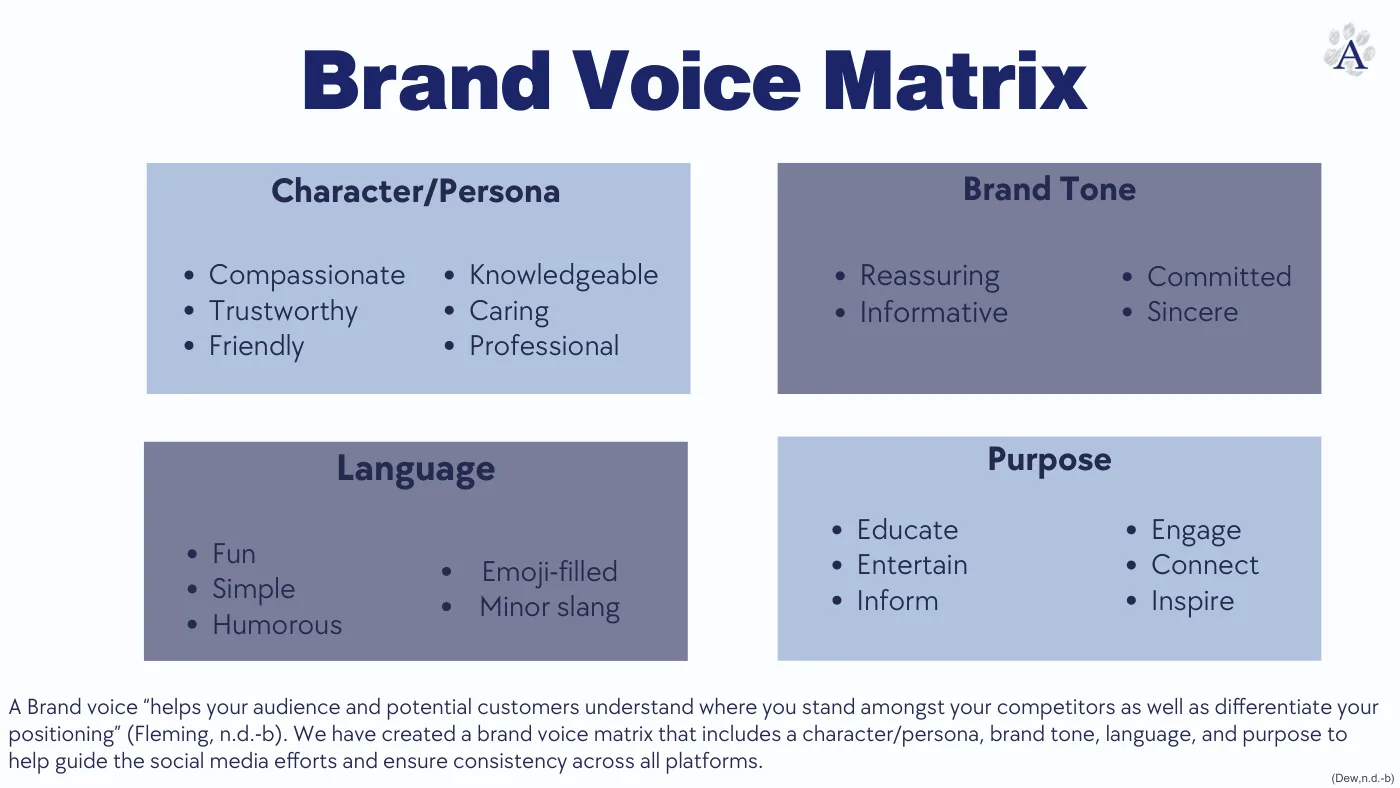 Brand Voice Matrix
A
Character/Persona
• Compassionate
• Trustworthy
• Friendly
• Knowledgeable
• Caring
• Professional
Brand Tone
• Reassuring
• Informative
• Committed
• Sincere
Language
• Fun
• Simple
• Humorous
• Emoji-filled
• Minor slang
Purpose
• Educate
• Entertain
• Inform
• Engage
• Connect
• Inspire
A Brand voice “helps your audience and potential customers understand where you stand amongst your competitors as well as differentiate your
positioning” (Fleming, n.d.-b). We have created a brand voice matrix that includes a character/persona, brand tone, language, and purpose to
help guide the social media efforts and ensure consistency across all platforms.
(Dew,n.d.-b)